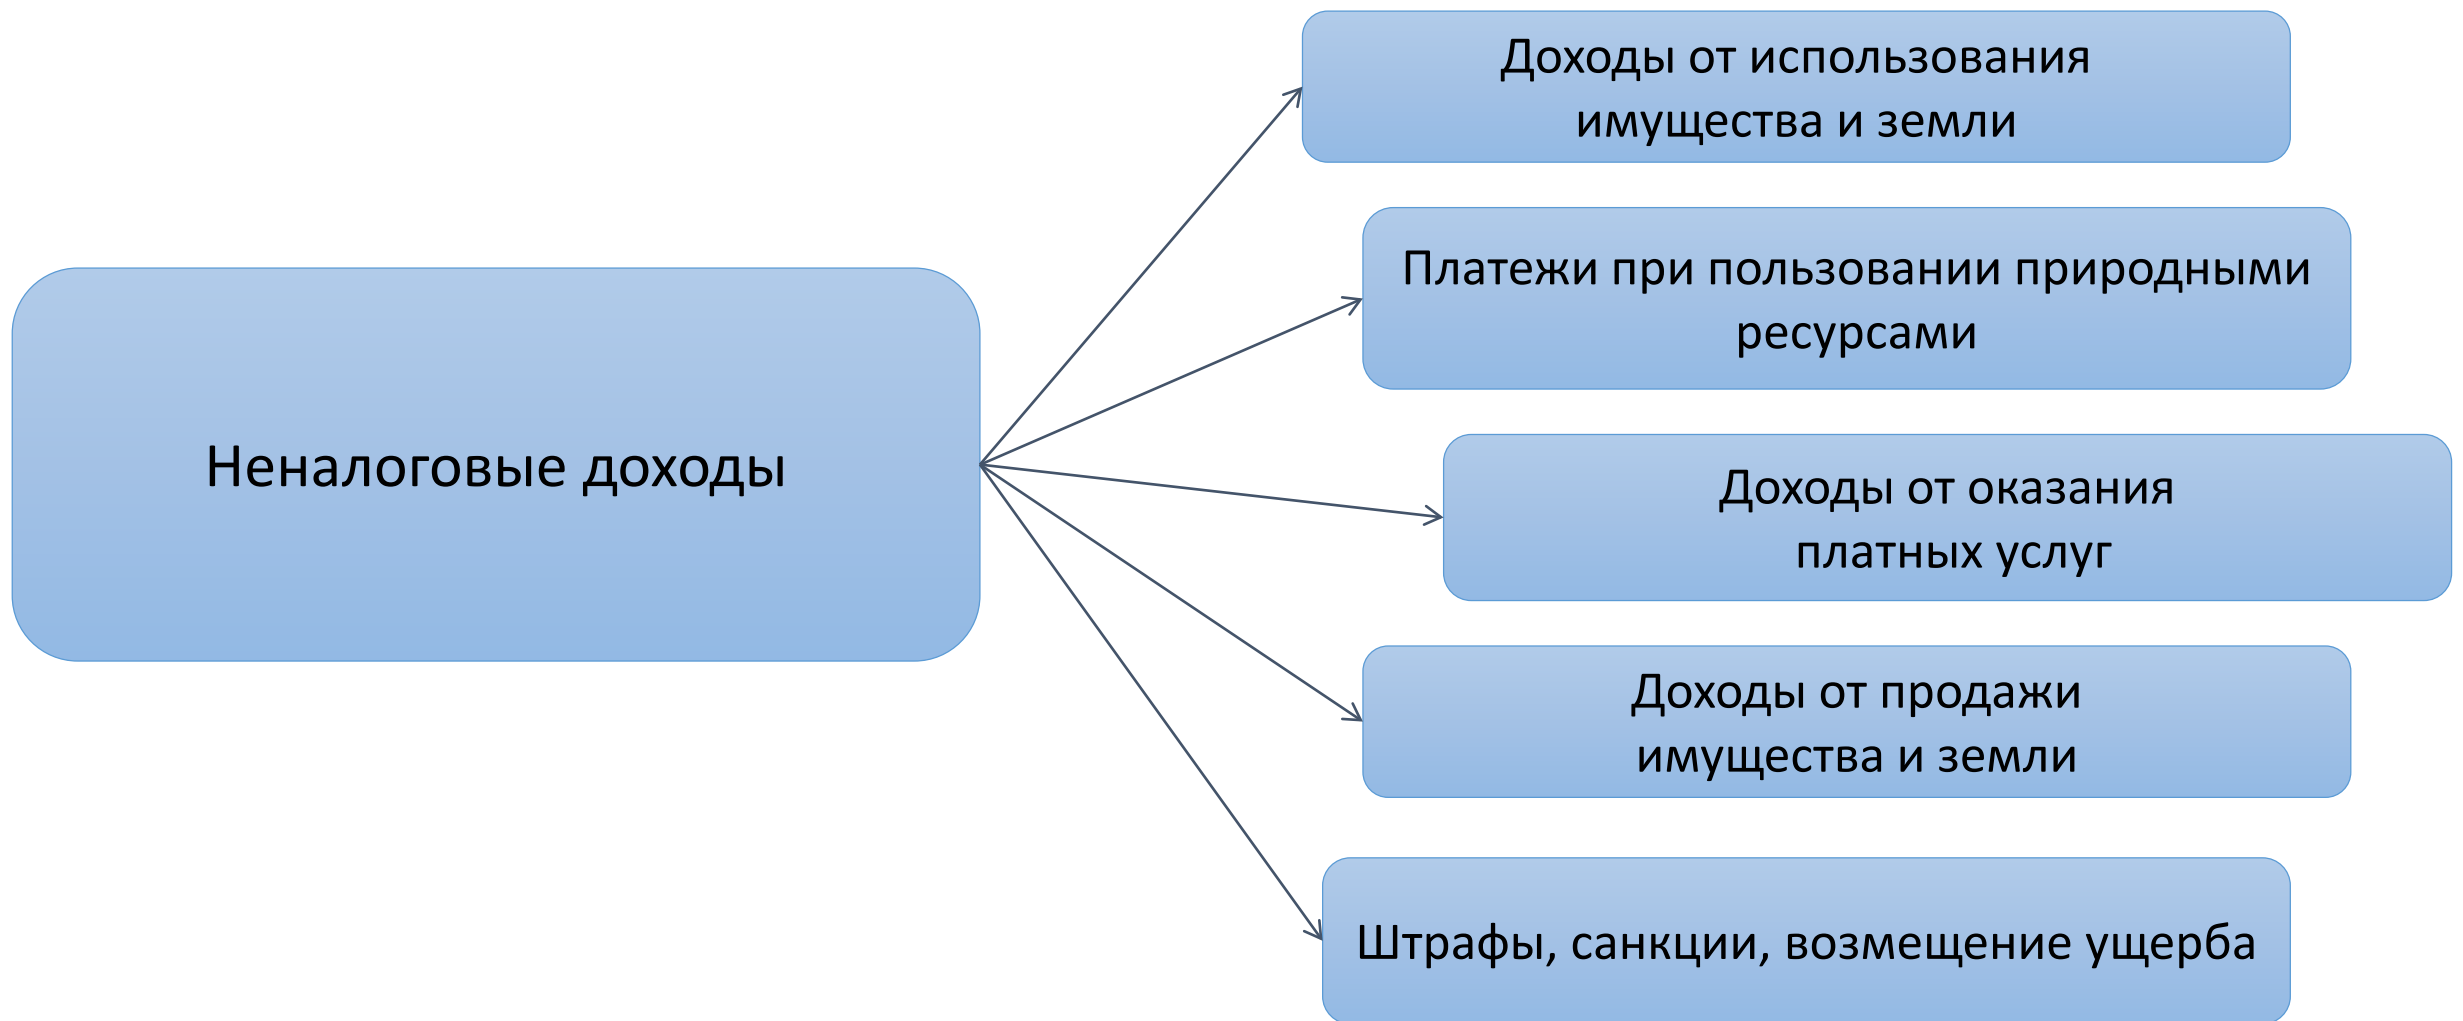 Доходы от использования
имущества и земли
Платежи при пользовании природными
ресурсами
Неналоговые доходы
Доходы от оказания
платных услуг
Доходы от продажи
имущества и земли
Штрафы, санкции, возмещение ущерба